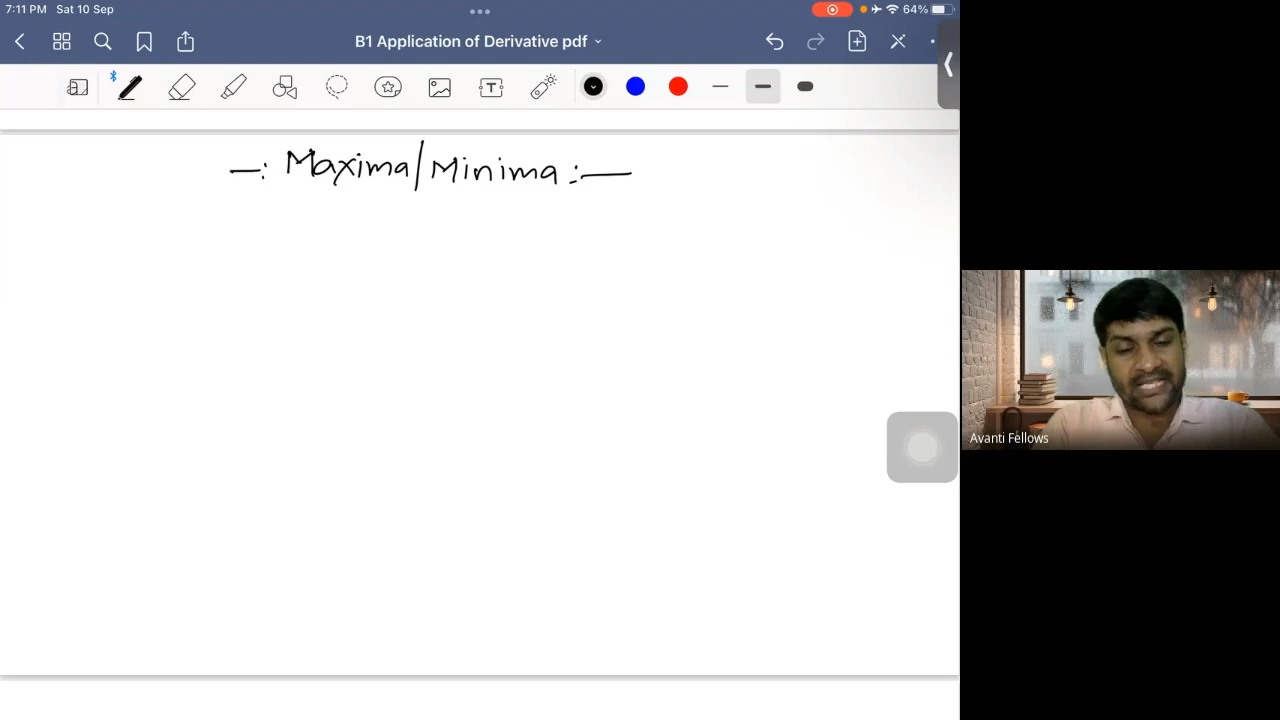 7:11 PM Sat 10 Sep
64%
B1 Application of Derivative pdf
T
—: Maxima/Minima :—
Avanti Fellows